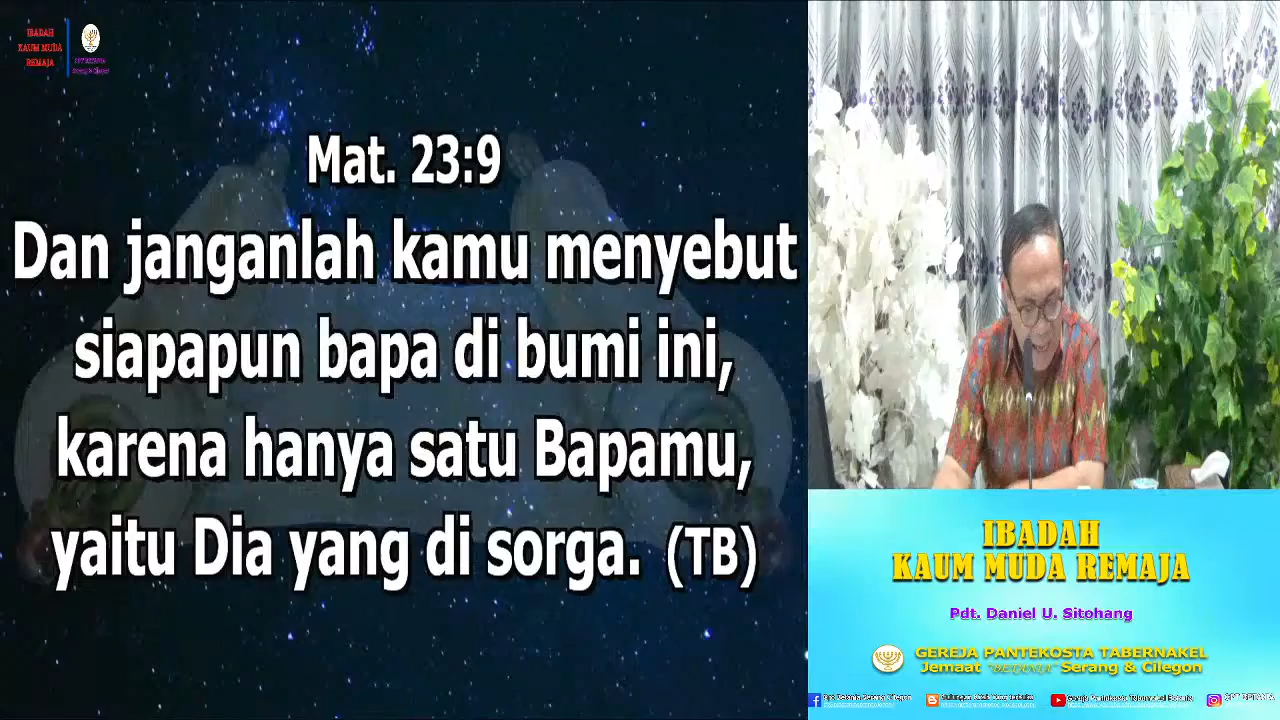 IBADAH
KAUM MUDA
REMAJA
Mat. 23:9
Dan janganlah kamu menyebut
siapapun bapa di bumi ini,
karena hanya satu Bapamu,
yaitu Dia yang di sorga. (TB)
IBADAH
KAUM MUDA REMAJA
Pdt. Daniel U. Sitohang
GEREJA PANTEKOSTA TABERNAKEL
Jemaat "BETANIA" Serang & Cilegon